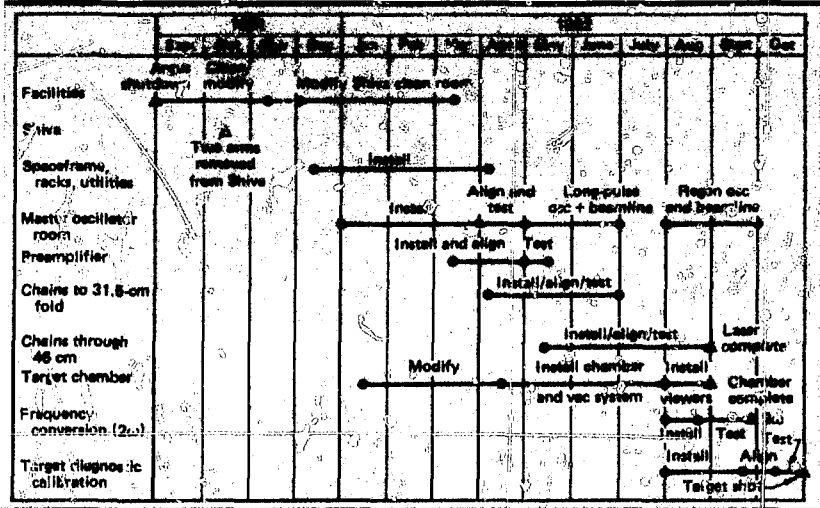 Sept Nov Dec Jan Feb Mar Apr May June July Aug Sept Oct
Argus shutdown
modify
Modify Shiva clean room
Facilities
Shiva
Two arms
removed
from Shiva
Spaceframe,
racks, utilities
Install
Master oscillator
room
Install
Align and
test
Long-pulse
osc + beamline
Regen osc
and beamline
Preamplifier
Install and align Test
Chains to 31.5-cm
fold
Install/align/test
Chains through
46 cm
Install/align/test
Laser
complete
Target chamber
Modify
Install chamber
and vac system
Install
viewers
Chamber
complete
Frequency
conversion (2ω)
Install Test
Target diagnostic
calibration
Install Align
Test
Target shot